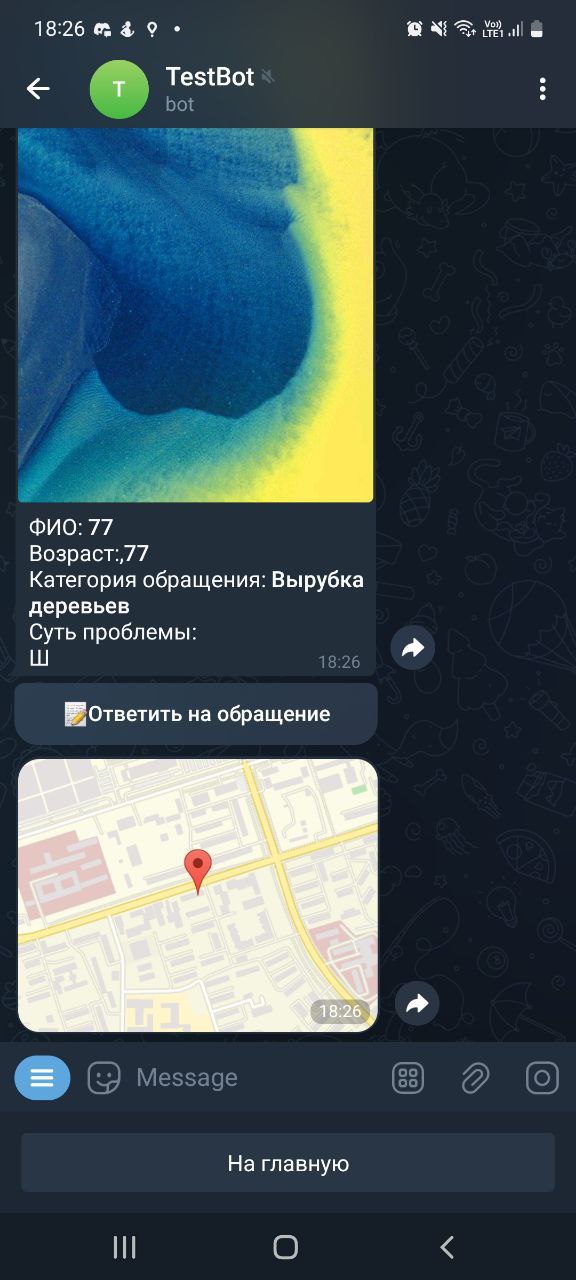 18:26
Vo))
LTE1
T
TestBot
bot
ФИО: 77
Возраст:,77
Категория обращения: Вырубка
деревьев
Суть проблемы:
Ш
18:26
📝Ответить на обращение
18:26
Message
На главную